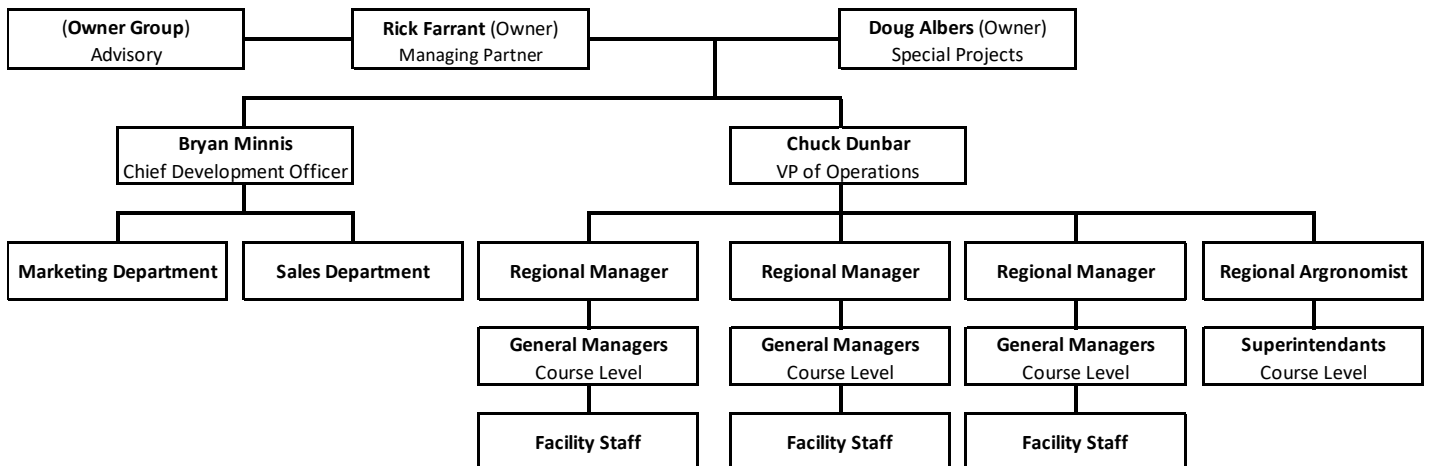 (Owner Group)
Advisory
Rick Farrant (Owner)
Managing Partner
Doug Albers (Owner)
Special Projects
Bryan Minnis
Chief Development Officer
Chuck Dunbar
VP of Operations
Marketing Department
Sales Department
Regional Manager
Regional Manager
Regional Manager
Regional Argronomist
General Managers
Course Level
General Managers
Course Level
General Managers
Course Level
Superintendants
Course Level
Facility Staff
Facility Staff
Facility Staff